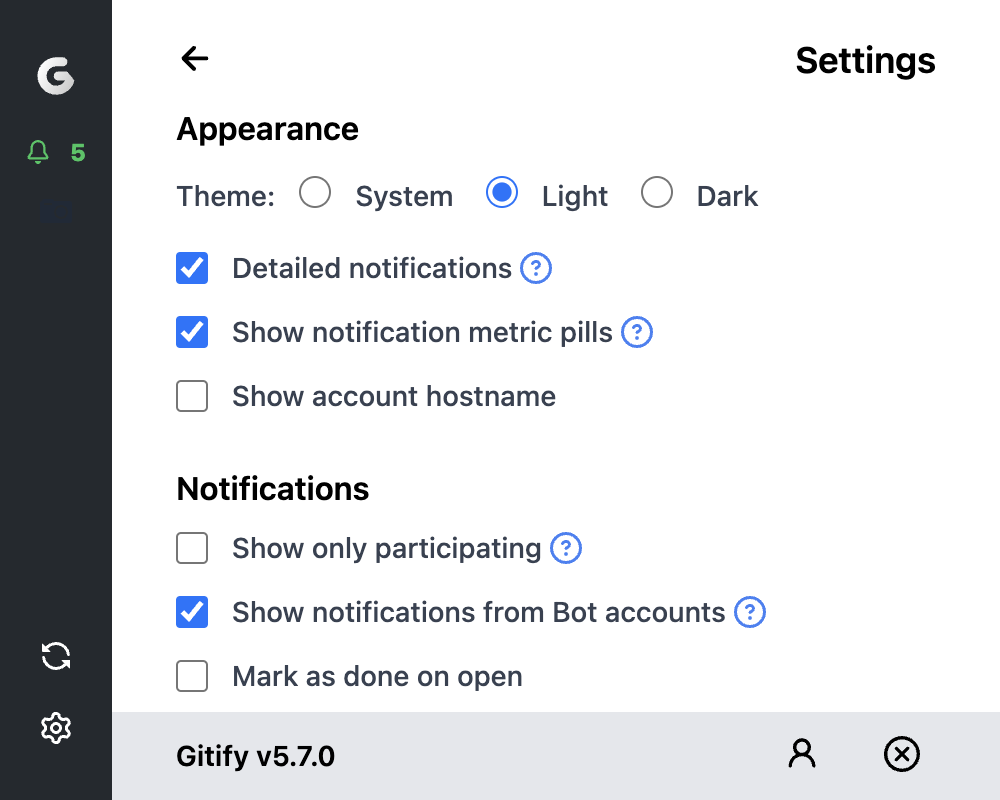 Settings
5
Appearance
Theme: System Light Dark
Detailed notifications ?
Show notification metric pills ?
Show account hostname
Notifications
Show only participating ?
Show notifications from Bot accounts ?
Mark as done on open
Gitify v5.7.0